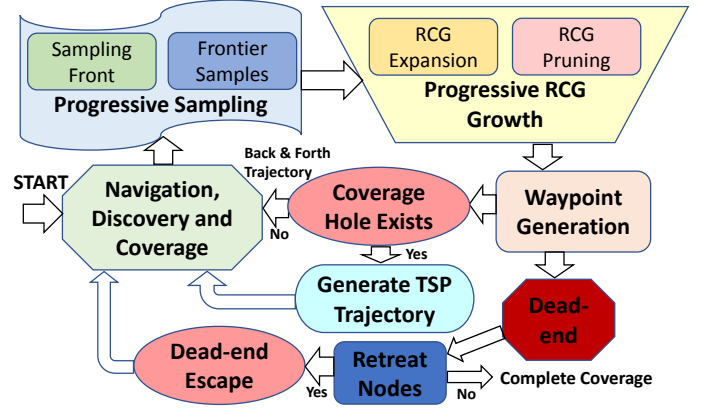 Sampling
Front
Frontier
Samples
Progressive Sampling
RCG
Expansion
RCG
Pruning
Progressive RCG
Growth
START
Navigation,
Discovery and
Coverage
Back & Forth
Trajectory
No
Coverage
Hole Exists
Yes
Waypoint
Generation
Generate TSP
Trajectory
Dead-
end
Dead-end
Escape
Yes
Retreat
Nodes
No
Complete Coverage